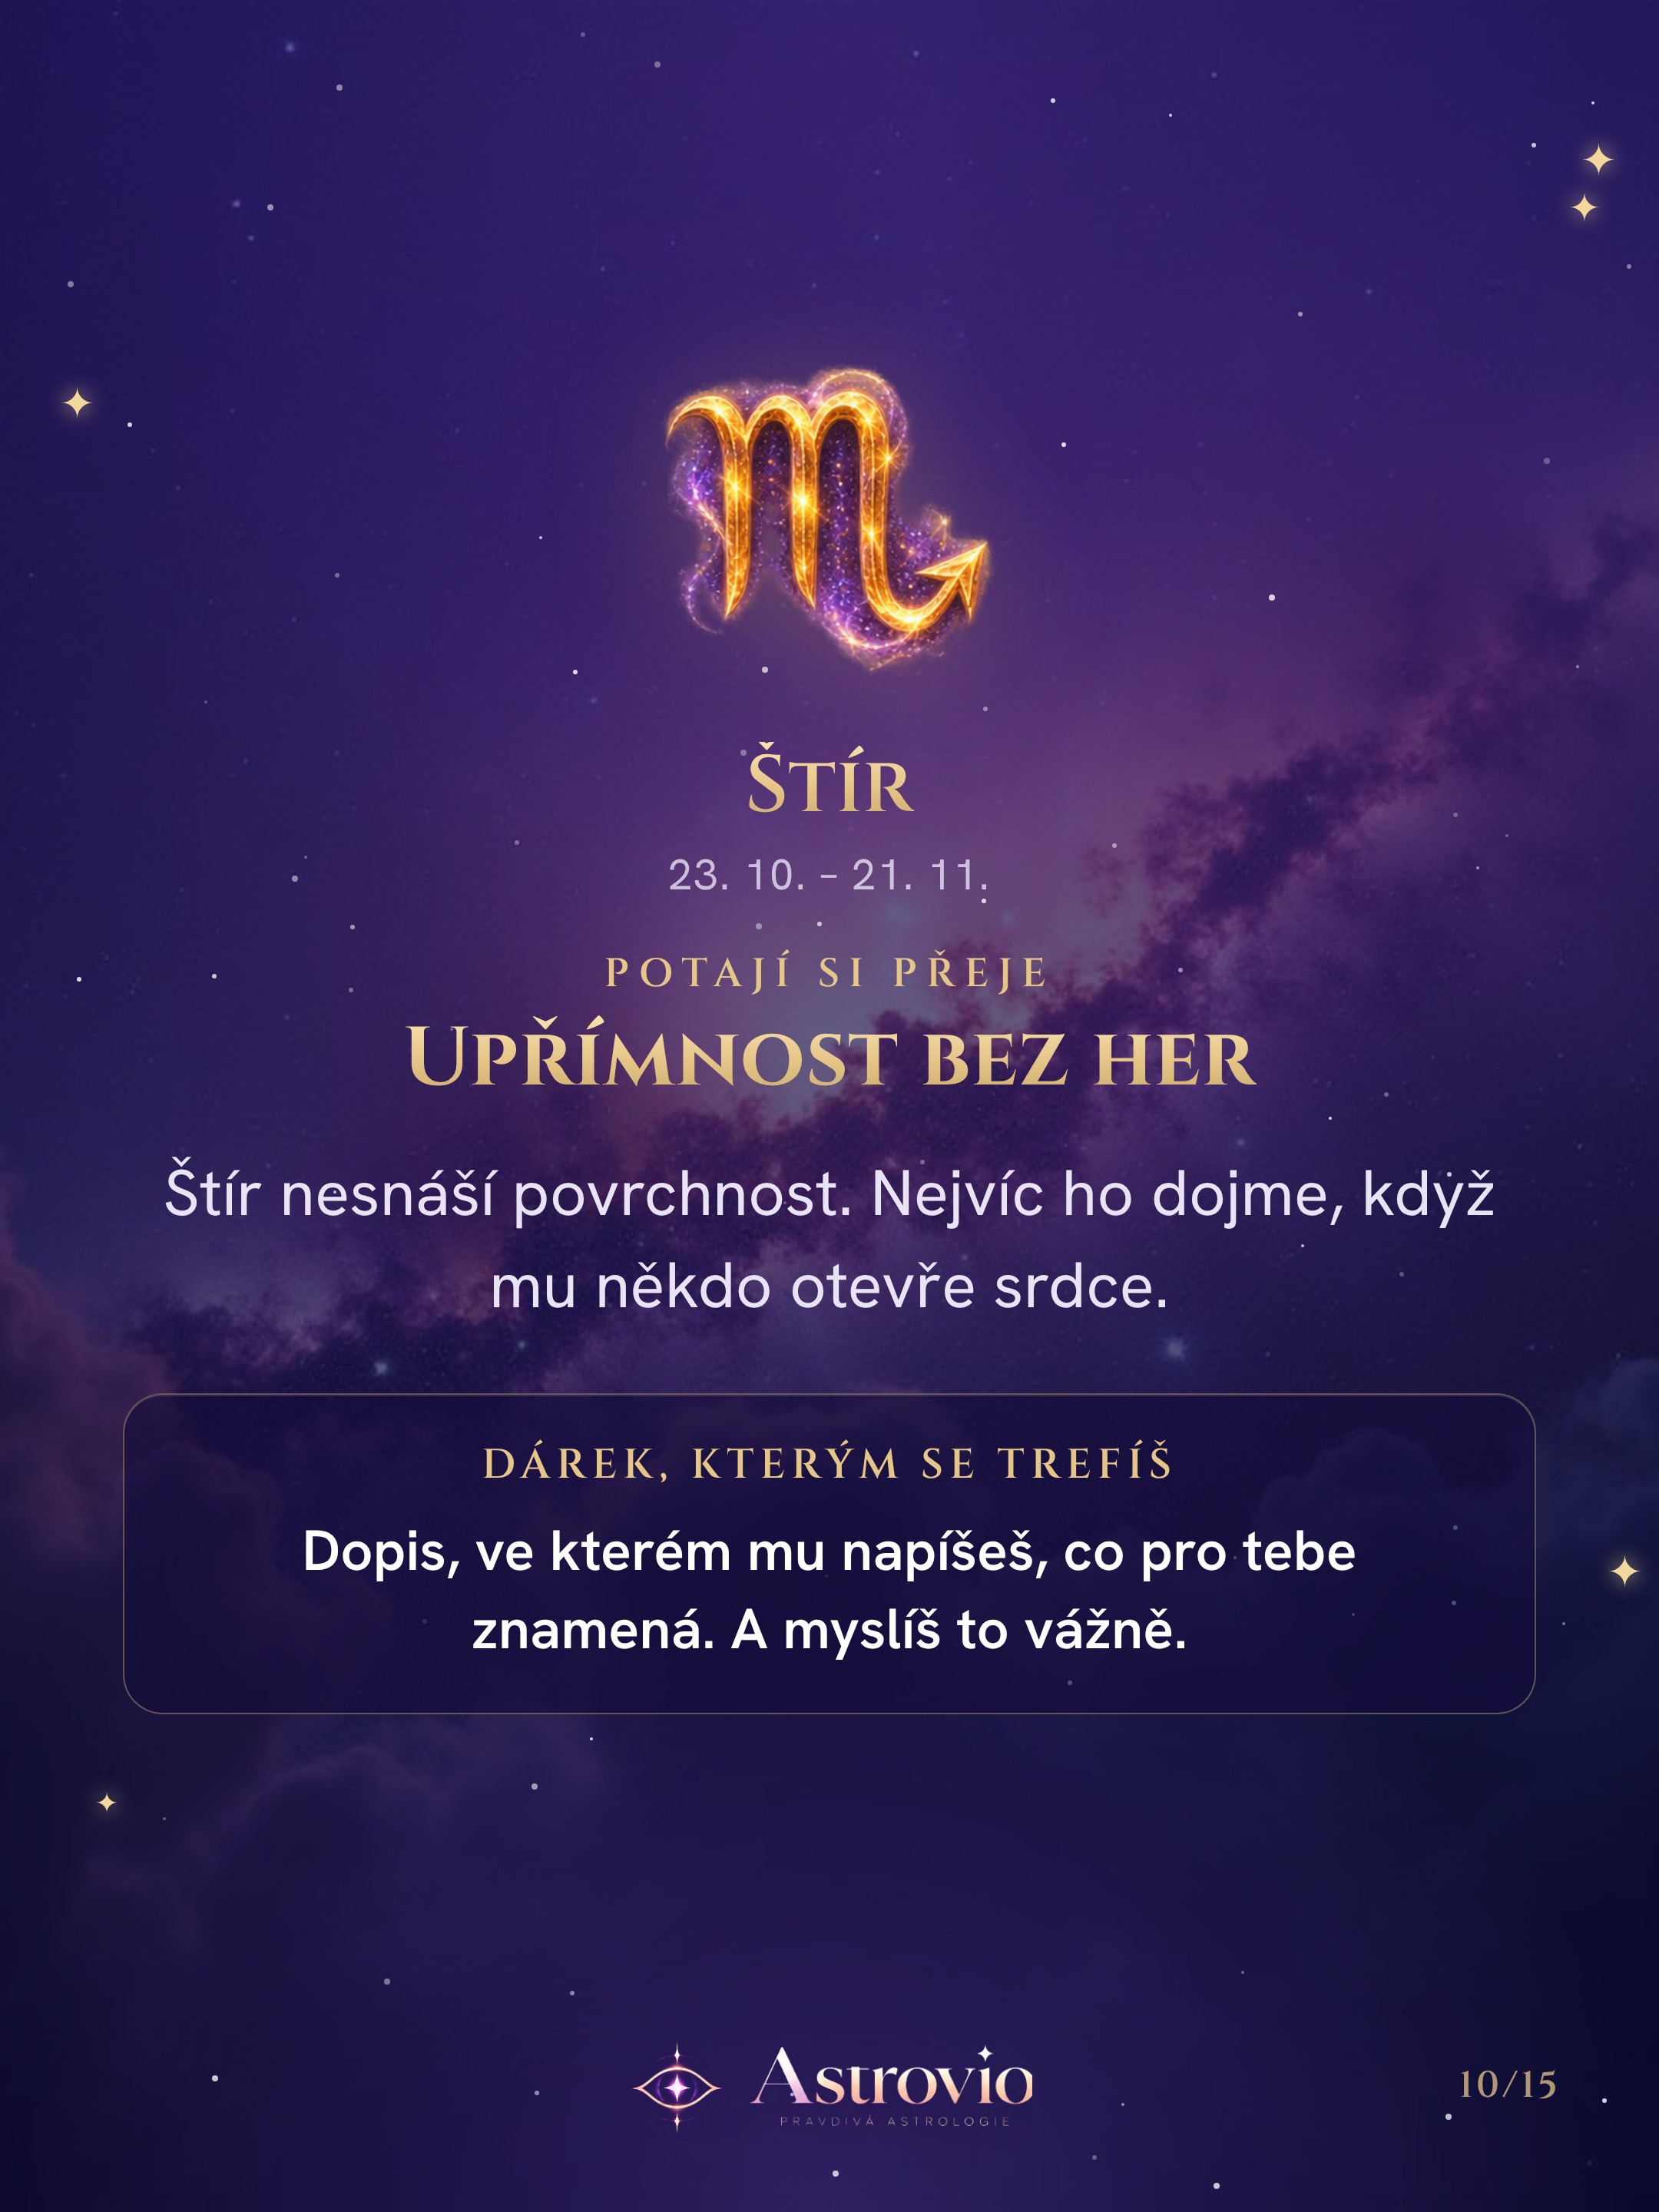 Štír
23. 10. – 21. 11.
POTAJÍ SI PŘEJE
Upřímnost bez her
Štír nesnáší povrchnost. Nejvíc ho dojme, když
mu někdo otevře srdce.
DÁREK, KTERÝM SE TREFÍŠ
Dopis, ve kterém mu napíšeš, co pro tebe
znamená. A myslíš to vážně.
Astrovio
PRAVDIVÁ ASTROLOGIE
10/15